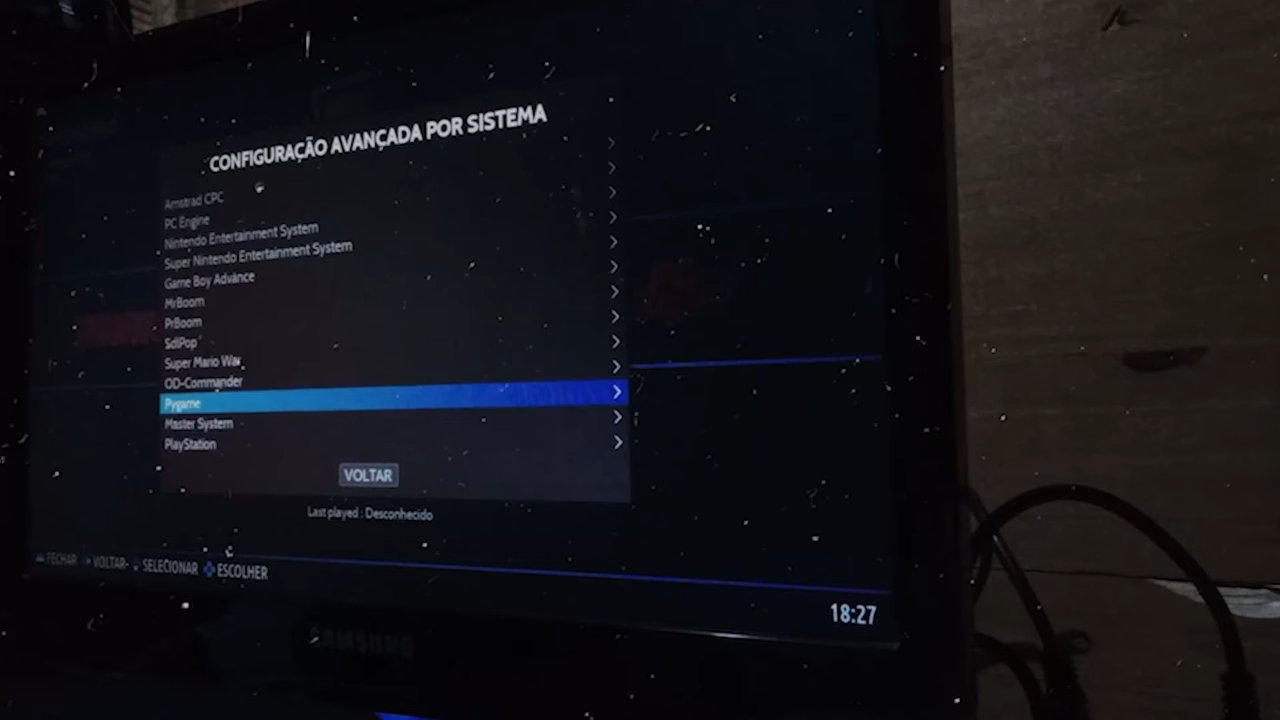 CONFIGURAÇÃO AVANÇADA POR SISTEMA
Amstrad CPC
PC Engine
Nintendo Entertainment System
Super Nintendo Entertainment System
Game Boy Advance
MrBoom
PrBoom
SdlPop
Super Mario War
OD-Commander
Pygame
Master System
PlayStation
VOLTAR
Last played : Desconhecido
FECHAR VOLTAR SELECIONAR ESCOLHER
18:27
SAMSUNG